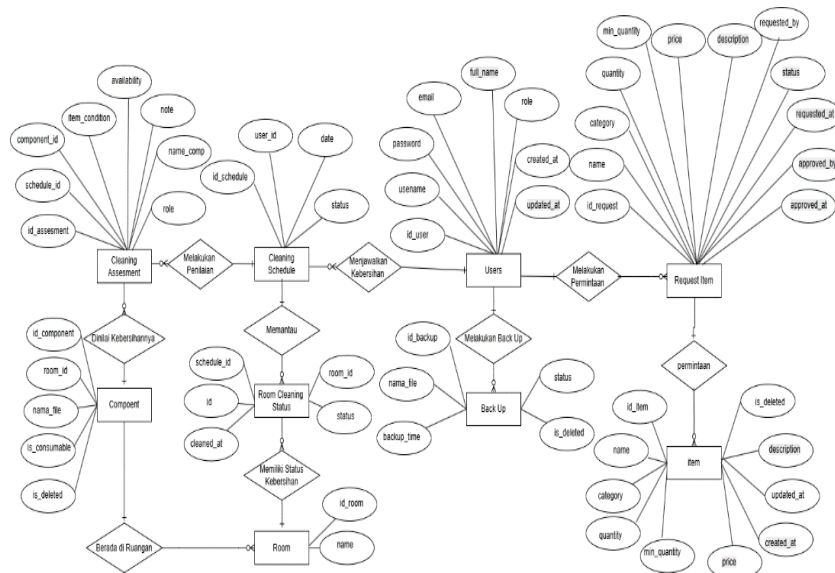 availability
item_condition
note
component_id
name_comp
schedule_id
role
id_assesment
Cleaning
Assesment
Melakukan
Penilaian
user_id
date
id_schedule
status
Cleaning
Schedule
Menjawalkan
Kebersihan
full_name
email
role
password
created_at
usename
updated_at
id_user
Users
Melakukan
Permintaan
requested_by
min_quantity
price
description
quantity
status
category
requested_at
name
approved_by
id_request
approved_at
Request Item
Dinilai Kebersihannya
id_component
room_id
nama_file
is_consumable
is_deleted
Compoent
Berada di Ruangan
Memantau
schedule_id
room_id
id
status
cleaned_at
Room Cleaning
Status
Memiliki Status
Kebersihan
id_room
name
Room
Melakukan Back Up
id_backup
nama_file
backup_time
status
is_deleted
Back Up
permintaan
id_item
is_deleted
name
description
category
updated_at
quantity
created_at
min_quantity
price
item